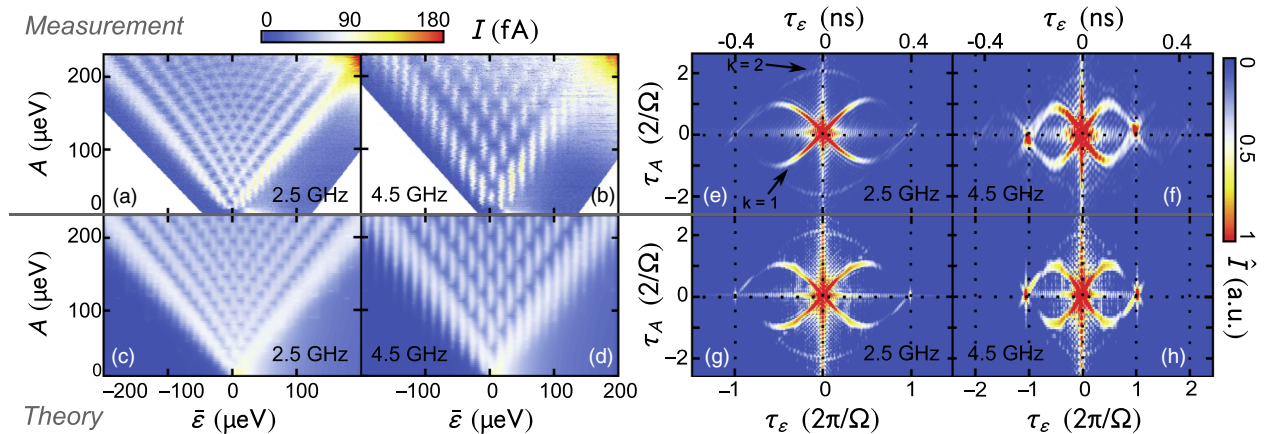 Measurement
0 90 180 I (fA)
A (μeV)
200
100
0
(a) 2.5 GHz
4.5 GHz (b)
A (μeV)
200
100
0
(c) 2.5 GHz
4.5 GHz (d)
−200 −100 0 100
−100 0 100 200
ε̄ (μeV)
ε̄ (μeV)
Theory
τε (ns)
τε (ns)
−0.4 0 0.4
−0.4 0 0.4
τA (2/Ω)
2
0
−2
k = 2
k = 1
(e) 2.5 GHz
4.5 GHz (f)
τA (2/Ω)
2
0
−2
(g) 2.5 GHz
4.5 GHz (h)
−1 0 1
−2 −1 0 1 2
τε (2π/Ω)
τε (2π/Ω)
0
0.5
1
Î (a.u.)